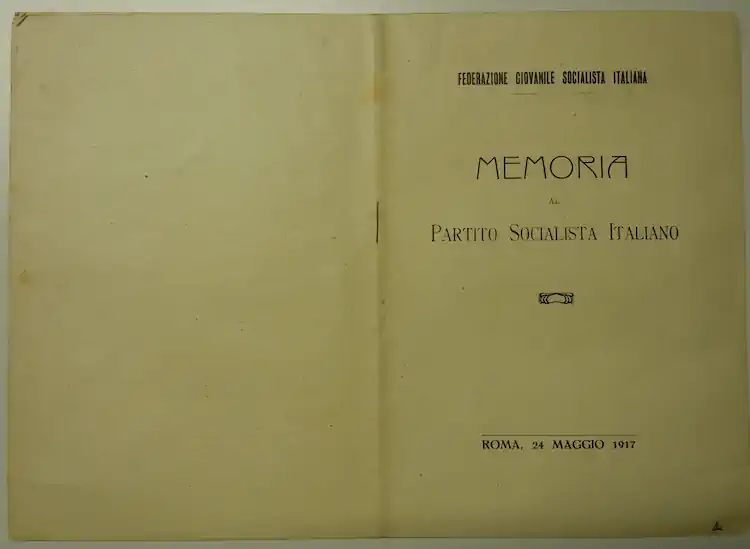 FEDERAZIONE GIOVANILE SOCIALISTA ITALIANA
MEMORIA
AL
PARTITO SOCIALISTA ITALIANO
ROMA, 24 MAGGIO 1917